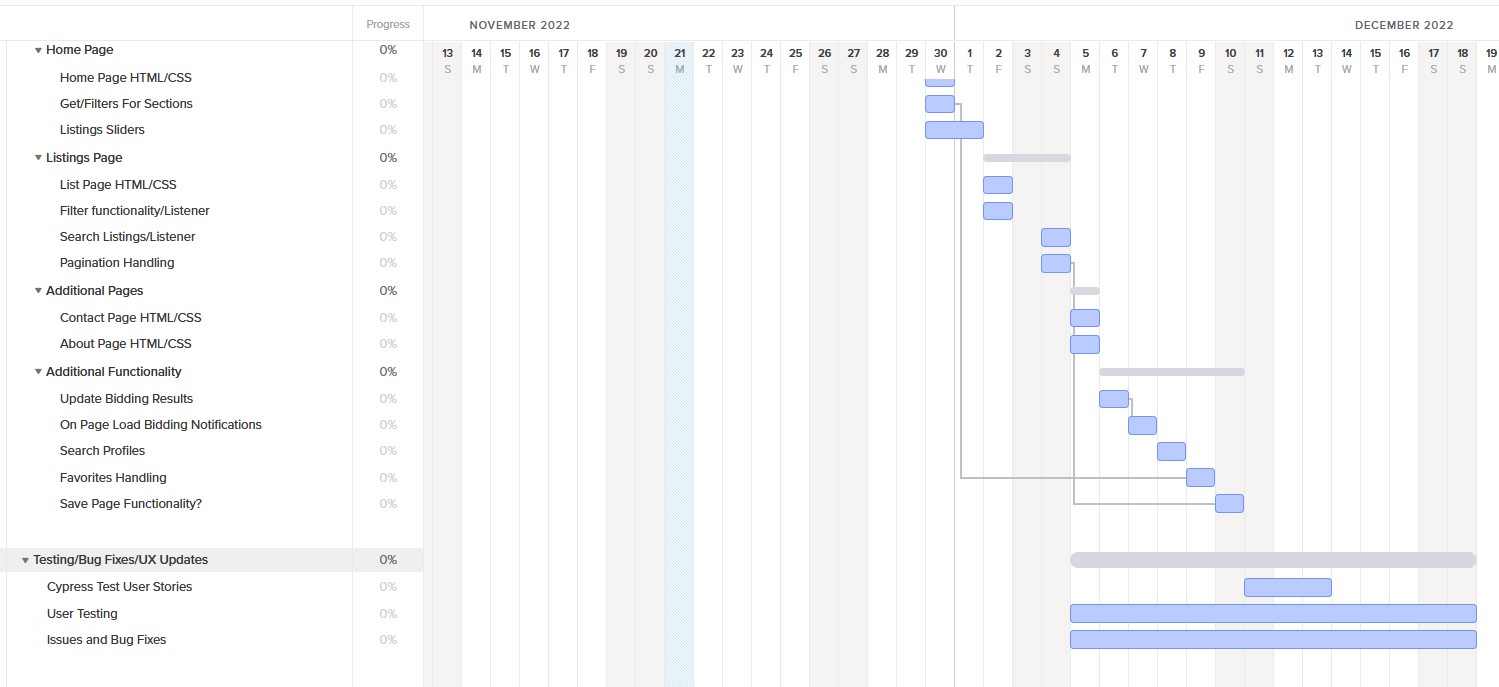 Progress NOVEMBER 2022 DECEMBER 2022
13 14 15 16 17 18 19 20 21 22 23 24 25 26 27 28 29 30 1 2 3 4 5 6 7 8 9 10 11 12 13 14 15 16 17 18 19
S M T W T F S S M T W T F S S M T W T F S S M T W T F S S M T W T F S S M
Home Page 0%
Home Page HTML/CSS 0%
Get/Filters For Sections 0%
Listings Sliders 0%
Listings Page 0%
List Page HTML/CSS 0%
Filter functionality/Listener 0%
Search Listings/Listener 0%
Pagination Handling 0%
Additional Pages 0%
Contact Page HTML/CSS 0%
About Page HTML/CSS 0%
Additional Functionality 0%
Update Bidding Results 0%
On Page Load Bidding Notifications 0%
Search Profiles 0%
Favorites Handling 0%
Save Page Functionality? 0%
Testing/Bug Fixes/UX Updates 0%
Cypress Test User Stories 0%
User Testing 0%
Issues and Bug Fixes 0%